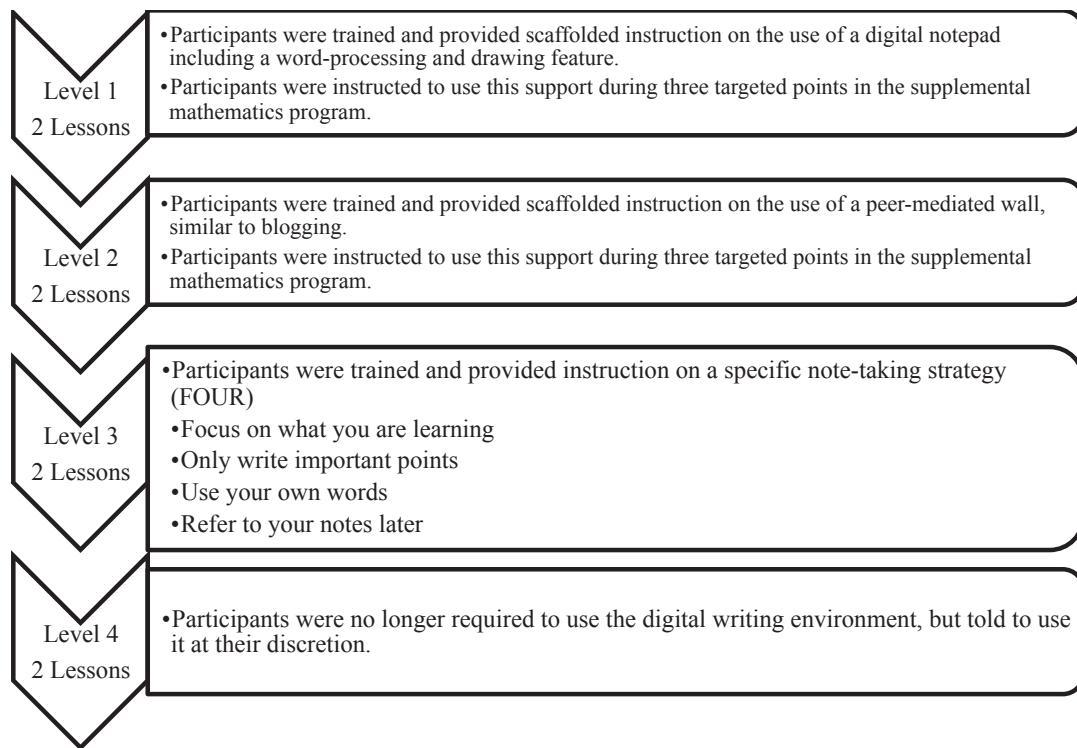 Level 1
2 Lessons
•Participants were trained and provided scaffolded instruction on the use of a digital notepad
including a word-processing and drawing feature.
•Participants were instructed to use this support during three targeted points in the supplemental
mathematics program.
Level 2
2 Lessons
•Participants were trained and provided scaffolded instruction on the use of a peer-mediated wall,
similar to blogging.
•Participants were instructed to use this support during three targeted points in the supplemental
mathematics program.
Level 3
2 Lessons
•Participants were trained and provided instruction on a specific note-taking strategy
(FOUR)
•Focus on what you are learning
•Only write important points
•Use your own words
•Refer to your notes later
Level 4
2 Lessons
•Participants were no longer required to use the digital writing environment, but told to use
it at their discretion.